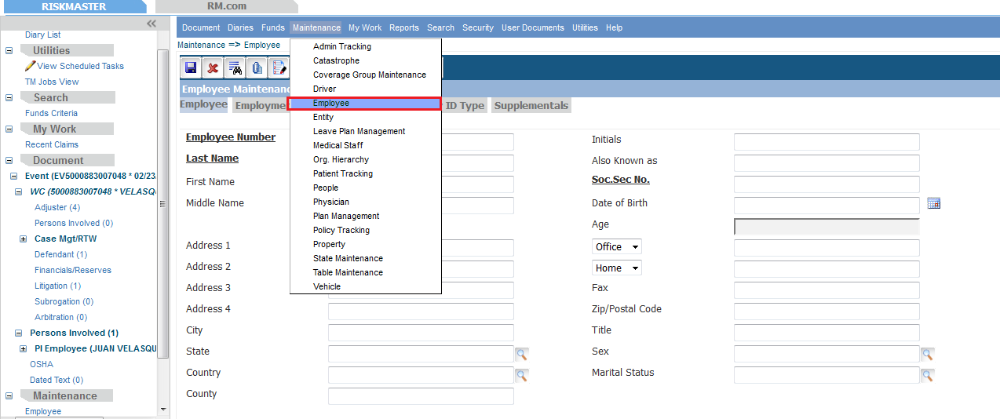 RISKMASTER
RM.com
Diary List
Utilities
View Scheduled Tasks
TM Jobs View
Search
Funds Criteria
My Work
Recent Claims
Document
Event (EV5000883007048 * 02/23
WC (5000883007048 * VELASQ
Adjuster (4)
Persons Involved (0)
Case Mgt/RTW
Defendant (1)
Financials/Reserves
Litigation (1)
Subrogation (0)
Arbitration (0)
Persons Involved (1)
PI Employee (JUAN VELASQU
OSHA
Dated Text (0)
Maintenance
Employee
Document Diaries Funds Maintenance My Work Reports Search Security User Documents Utilities Help
Maintenance => Employee
Admin Tracking
Catastrophe
Coverage Group Maintenance
Driver
Employee
Entity
Leave Plan Management
Medical Staff
Org. Hierarchy
Patient Tracking
People
Physician
Plan Management
Policy Tracking
Property
State Maintenance
Table Maintenance
Vehicle
Employee Maintenanc
Employee Employmen ID Type Supplementals
Employee Number
Last Name
First Name
Middle Name
Address 1
Address 2
Address 3
Address 4
City
State
Country
County
Initials
Also Known as
Soc.Sec No.
Date of Birth
Age
Office
Home
Fax
Zip/Postal Code
Title
Sex
Marital Status